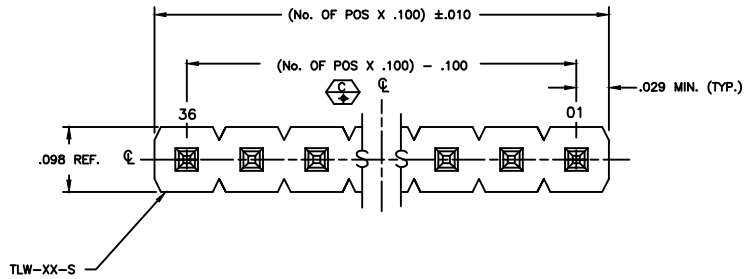 (No. OF POS X .100) ±.010
(No. OF POS X .100) - .100
C
℄
.029 MIN. (TYP.)
36
01
.098 REF.
℄
S
S
TLW-XX-S